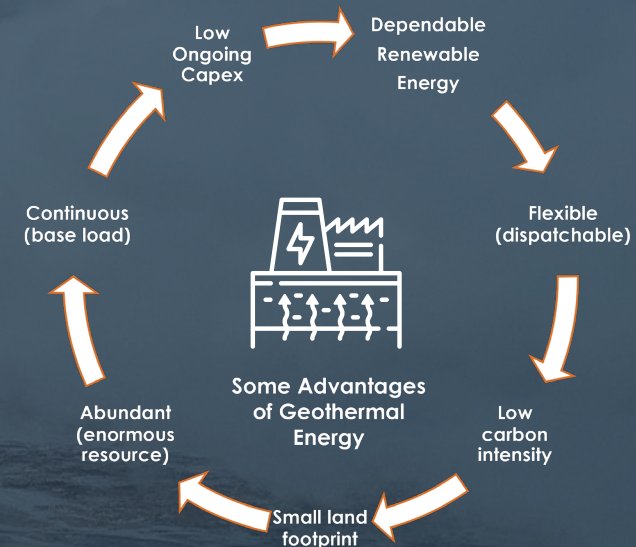 Low
Ongoing
Capex
Dependable
Renewable
Energy
Flexible
(dispatchable)
Low
carbon
intensity
Small land
footprint
Abundant
(enormous
resource)
Continuous
(base load)
Some Advantages
of Geothermal
Energy